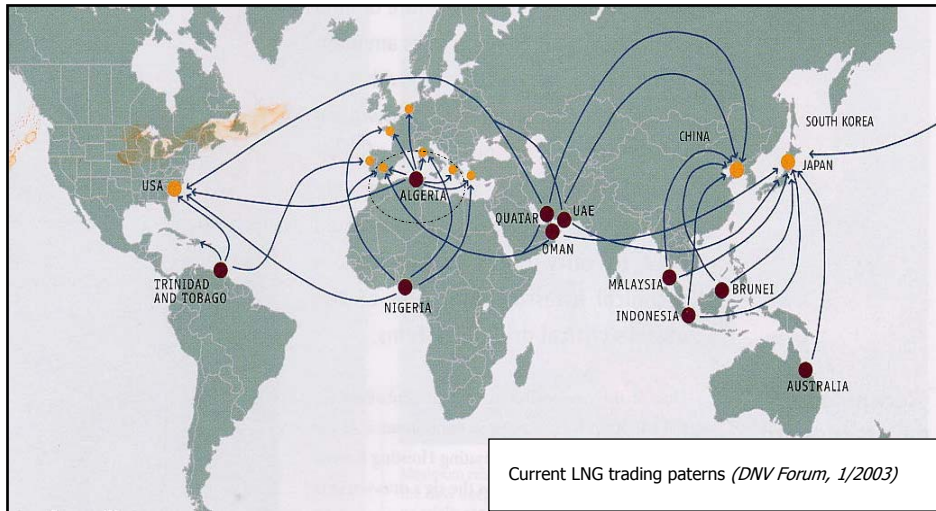 CHINA
SOUTH KOREA
JAPAN
USA
ALGERIA
QUATAR
UAE
OMAN
TRINIDAD
AND TOBAGO
NIGERIA
MALAYSIA
BRUNEI
INDONESIA
AUSTRALIA
Current LNG trading paterns (DNV Forum, 1/2003)